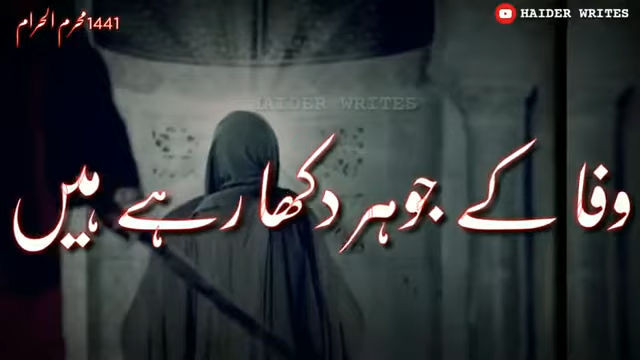 1441 محرم الحرام
HAIDER WRITES
HAIDER WRITES
وفا کے جوہر دکھا رہے ہیں